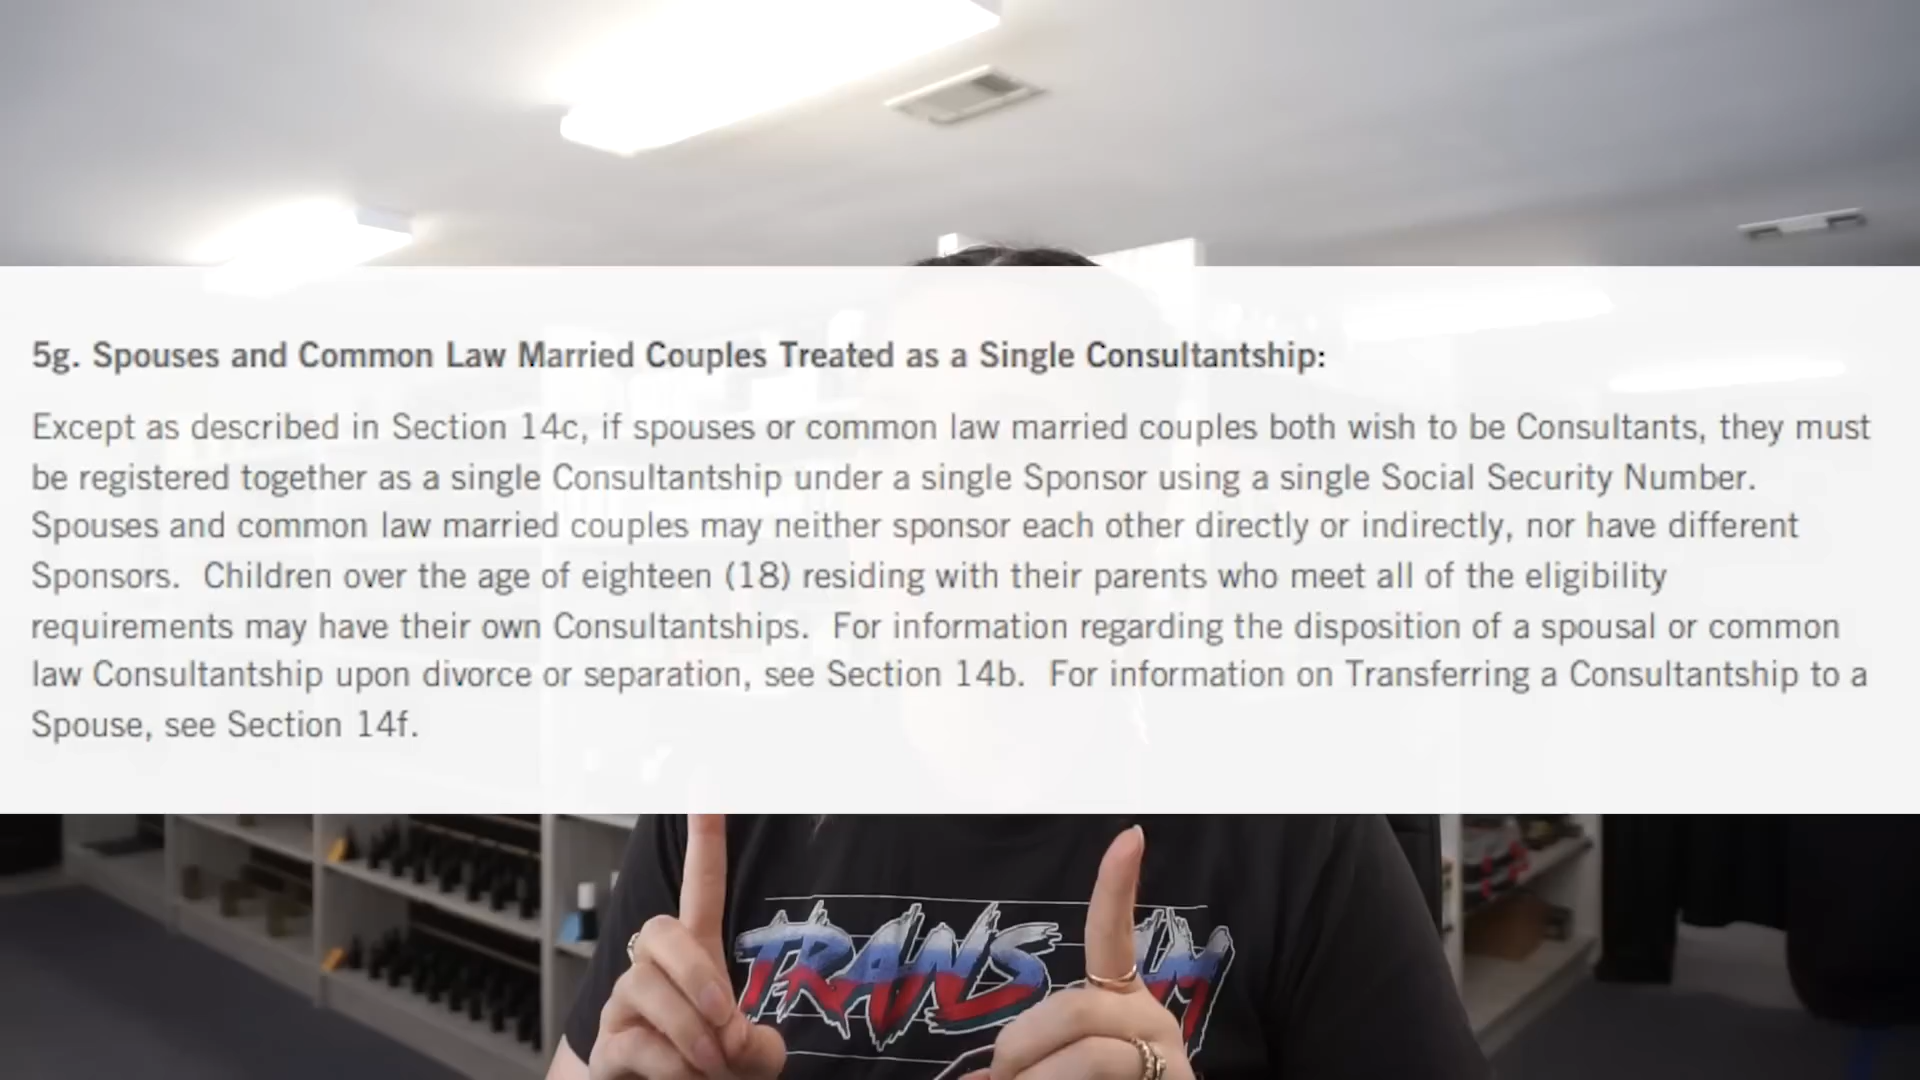 5g. Spouses and Common Law Married Couples Treated as a Single Consultantship:
Except as described in Section 14c, if spouses or common law married couples both wish to be Consultants, they must
be registered together as a single Consultantship under a single Sponsor using a single Social Security Number.
Spouses and common law married couples may neither sponsor each other directly or indirectly, nor have different
Sponsors. Children over the age of eighteen (18) residing with their parents who meet all of the eligibility
requirements may have their own Consultantships. For information regarding the disposition of a spousal or common
law Consultantship upon divorce or separation, see Section 14b. For information on Transferring a Consultantship to a
Spouse, see Section 14f.
TRANS